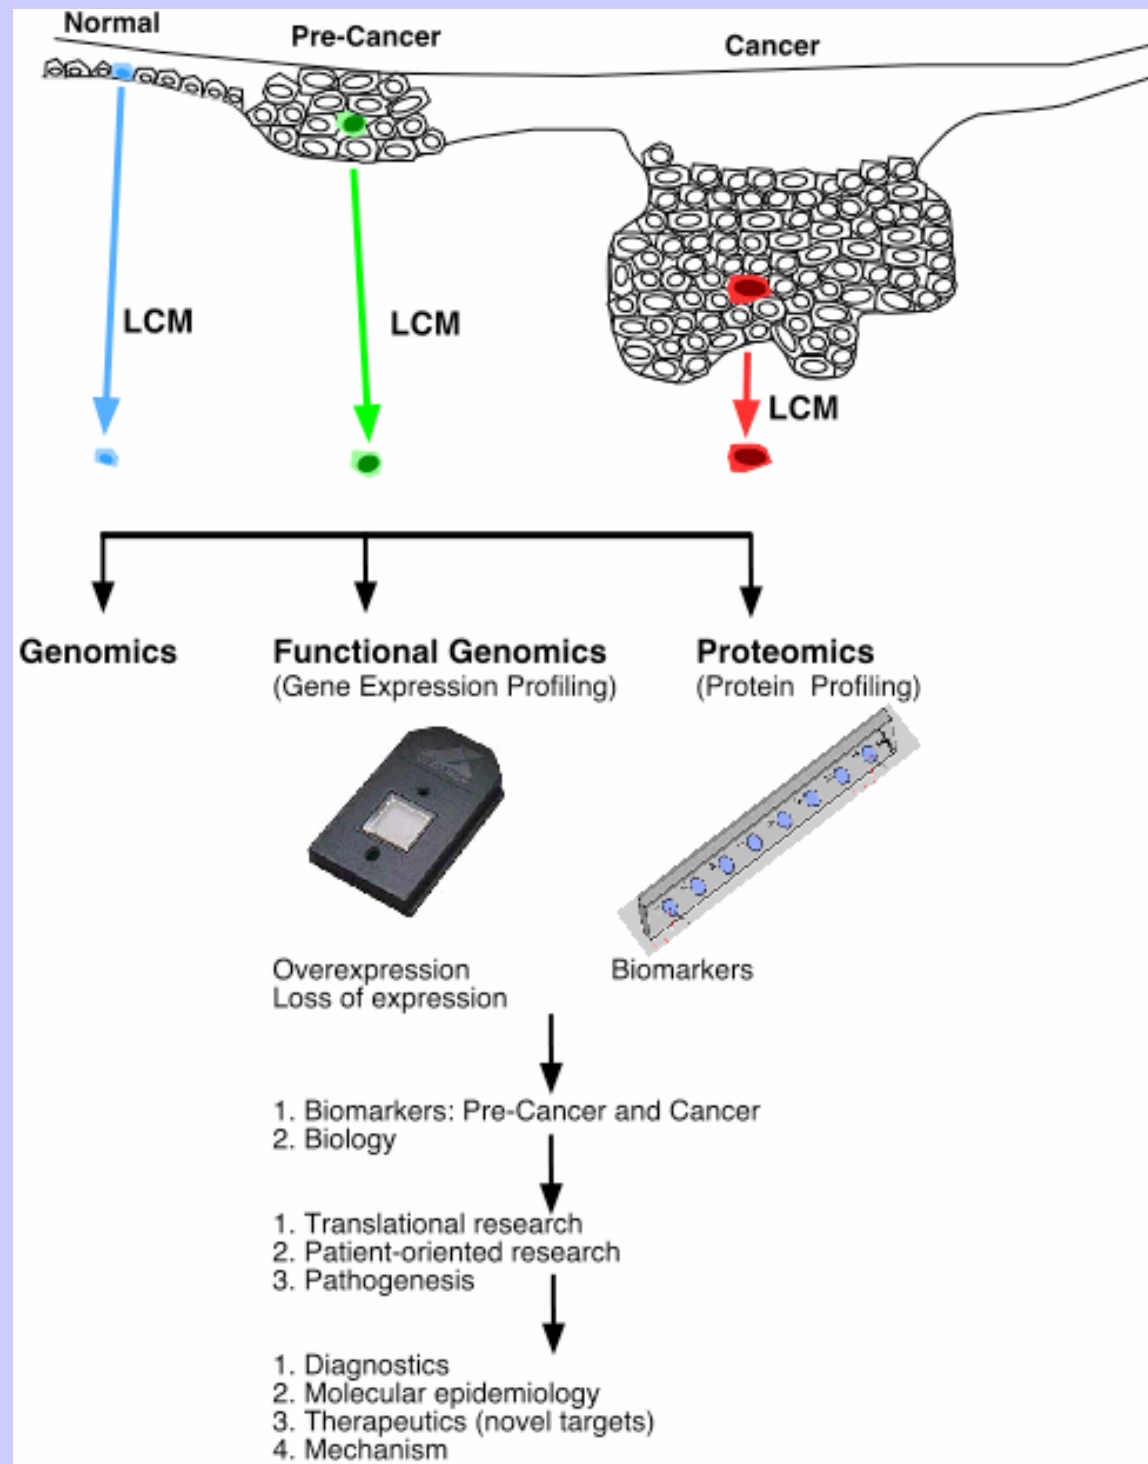 Normal
Pre-Cancer
Cancer
LCM
LCM
LCM
Genomics
Functional Genomics
(Gene Expression Profiling)
Proteomics
(Protein Profiling)
Overexpression
Loss of expression
Biomarkers
1. Biomarkers: Pre-Cancer and Cancer
2. Biology
1. Translational research
2. Patient-oriented research
3. Pathogenesis
1. Diagnostics
2. Molecular epidemiology
3. Therapeutics (novel targets)
4. Mechanism